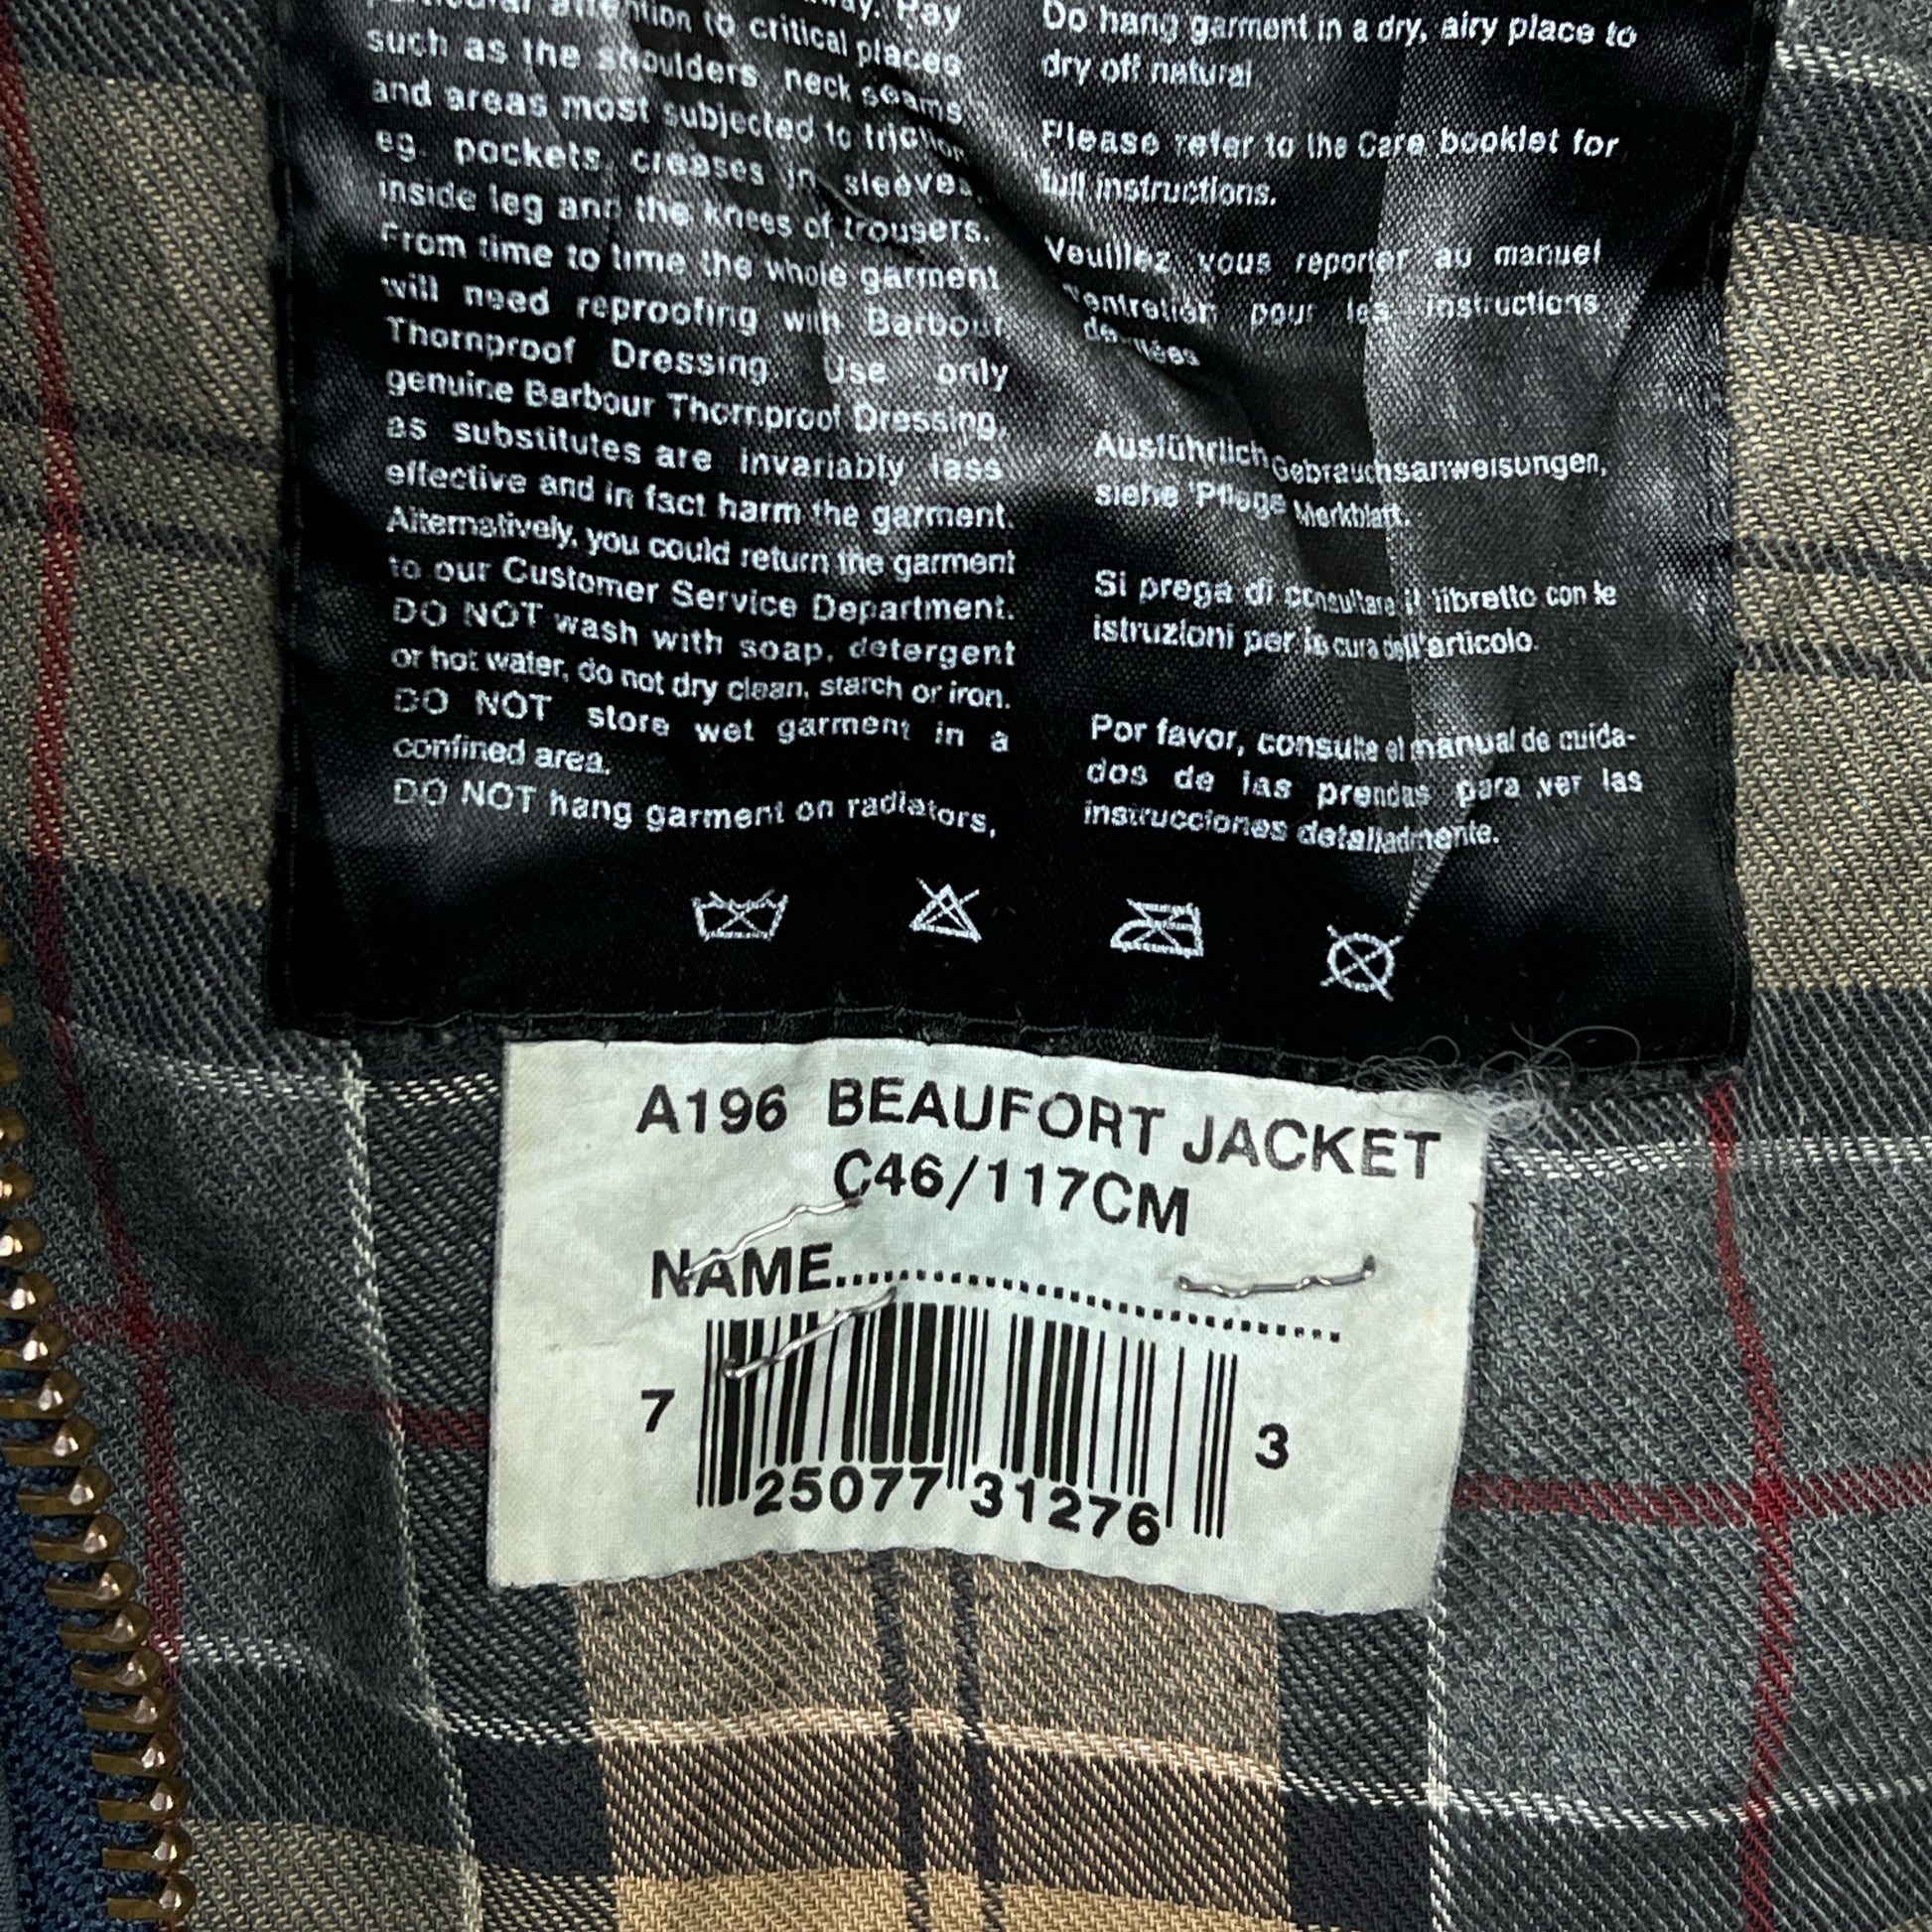 Pay
particular attention to critical places
such as the shoulders, neck seams
and areas most subjected to friction
eg. pockets, creases in sleeves,
inside leg and the knees of trousers.
From time to time the whole garment
will need reproofing with Barbour
Thornproof Dressing. Use only
genuine Barbour Thornproof Dressing,
as substitutes are invariably less
effective and in fact harm the garment.
Alternatively, you could return the garment
to our Customer Service Department.
DO NOT wash with soap, detergent
or hot water, do not dry clean, starch or iron.
DO NOT store wet garment in a
confined area.
DO NOT hang garment on radiators,
Do hang garment in a dry, airy place to
dry off natural
Please refer to the Care booklet for
full instructions.
Veuillez vous reporter au manuel
d'entretien pour les instructions
Ausführlich Gebrauchsanweisungen,
siehe 'Pflege Merkblatt.
Si prega di consultare il libretto con le
istruzioni per la cura dell'articolo.
Por favor, consulte el manual de cuida-
dos de las prendas para ver las
instrucciones detalladmente.
A196 BEAUFORT JACKET
C46/117CM
NAME..............................
7 25077 31276 3